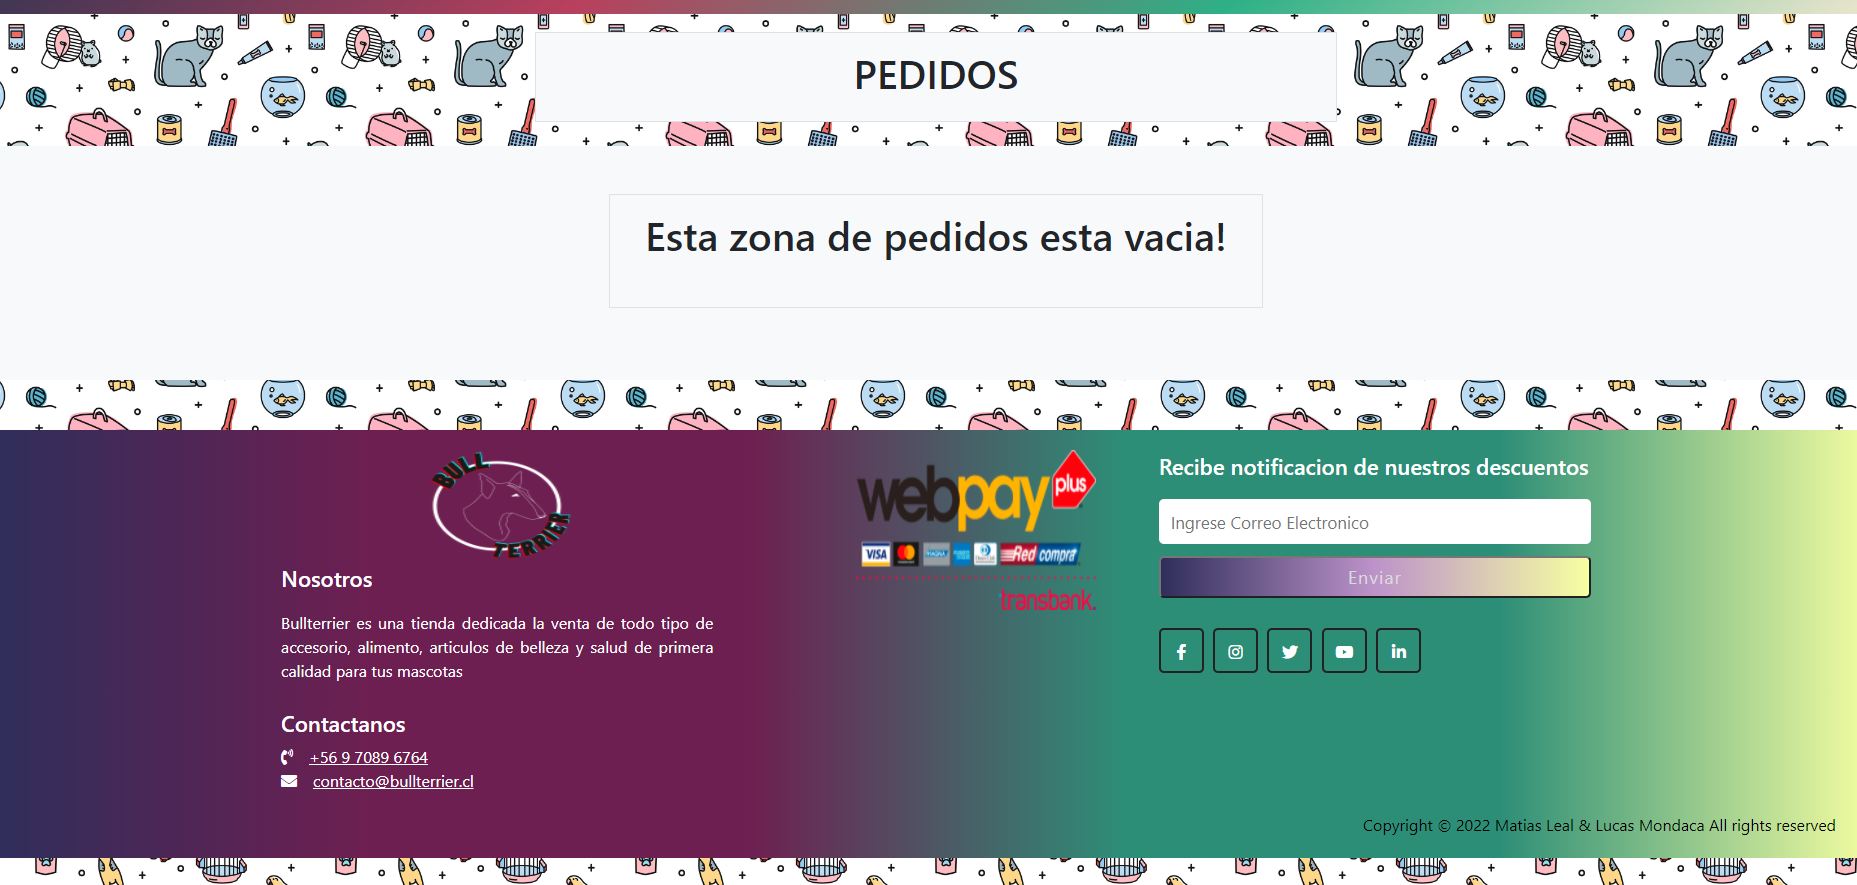 PEDIDOS
Esta zona de pedidos esta vacia!
BULL
TERRIER
Nosotros
Bullterrier es una tienda dedicada la venta de todo tipo de
accesorio, alimento, articulos de belleza y salud de primera
calidad para tus mascotas
Contactanos
+56 9 7089 6764
contacto@bullterrier.cl
webpay
plus
VISA
Red compra
transbank.
Recibe notificacion de nuestros descuentos
Ingrese Correo Electronico
Enviar
Copyright © 2022 Matias Leal & Lucas Mondaca All rights reserved